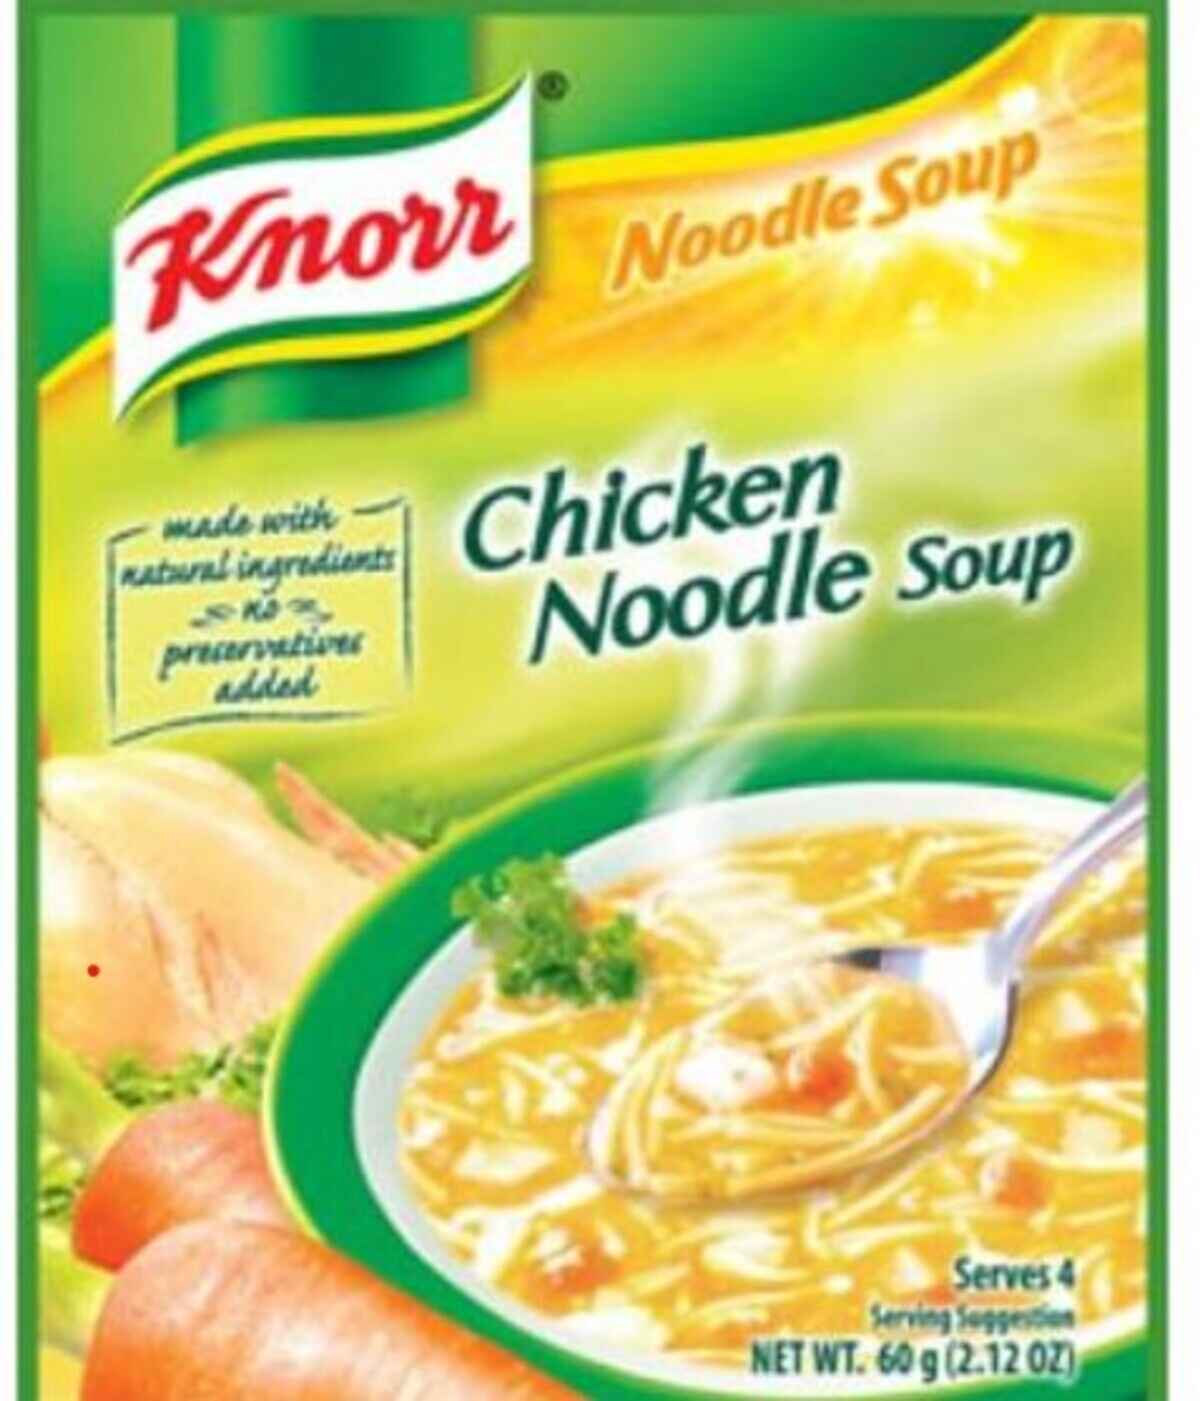 Knorr®
Noodle Soup
Chicken
Noodle Soup
made with
natural ingredients
no
preservatives
added
Serves 4
Serving Suggestion
NET WT. 60 g (2.12 OZ)